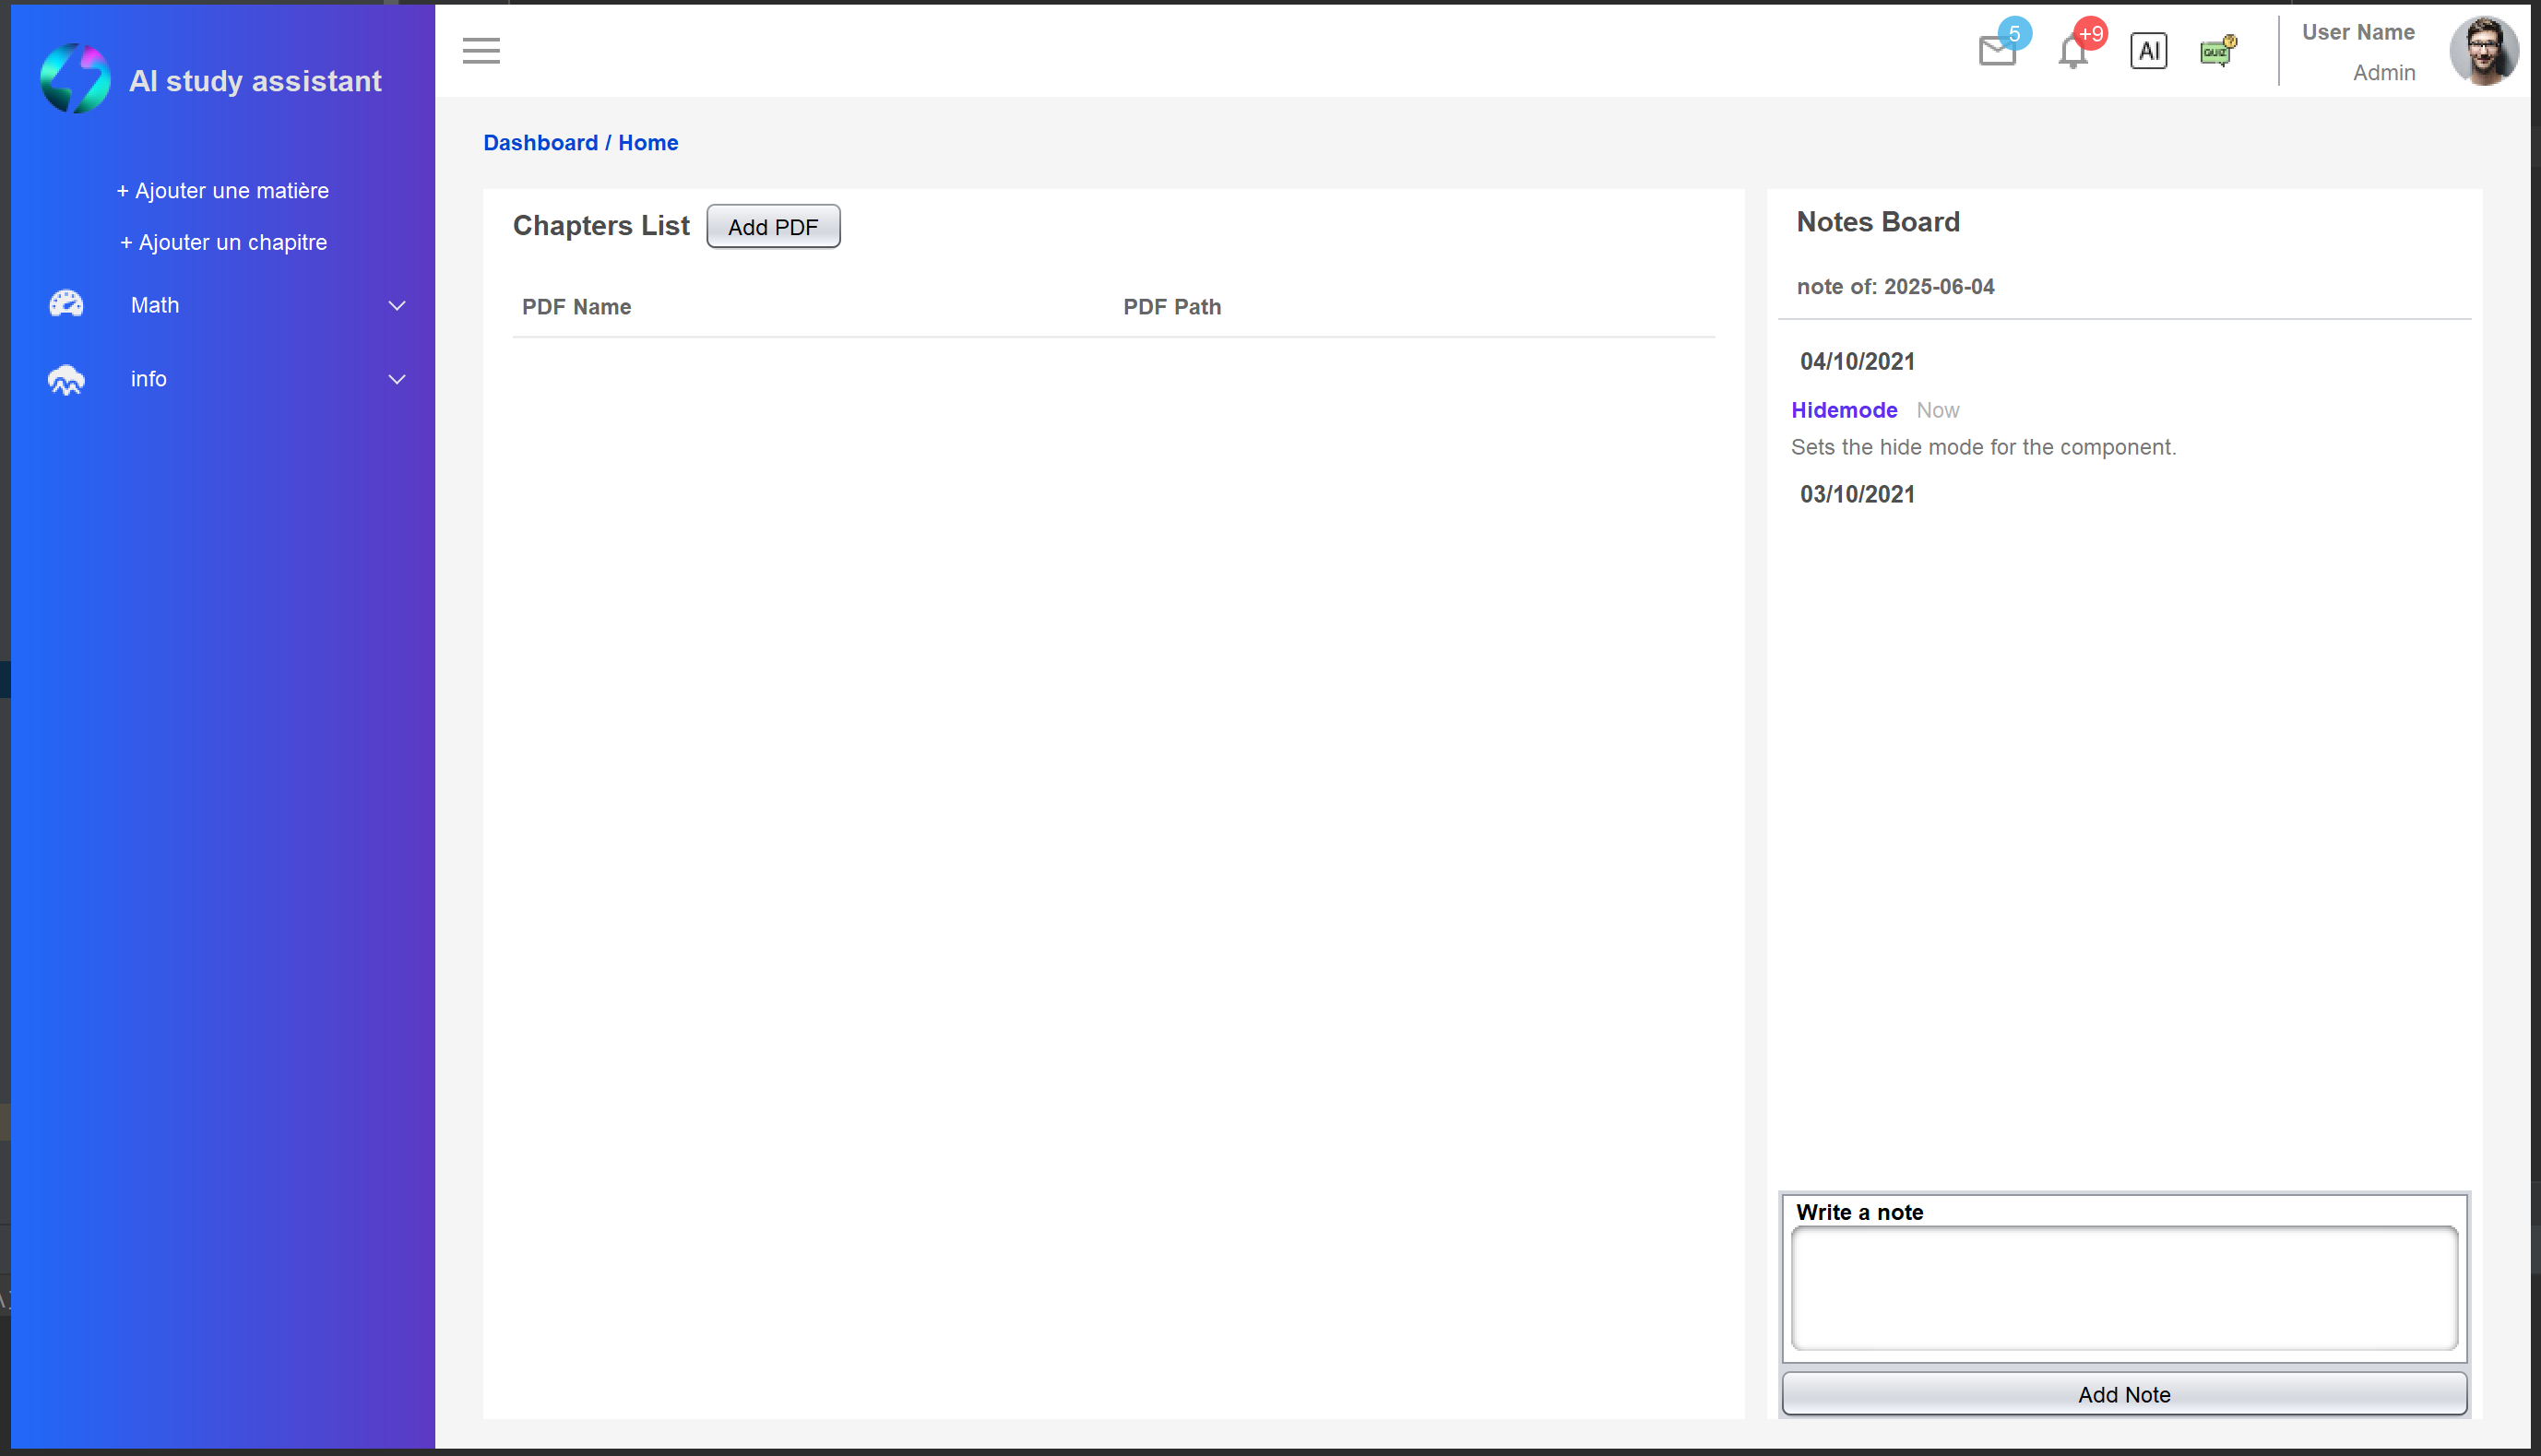 AI study assistant
+ Ajouter une matière
+ Ajouter un chapitre
Math
info
5
+9
AI
QUIZ
?
User Name
Admin
Dashboard / Home
Chapters List
Add PDF
PDF Name
PDF Path
Notes Board
note of: 2025-06-04
04/10/2021
Hidemode Now
Sets the hide mode for the component.
03/10/2021
Write a note
Add Note